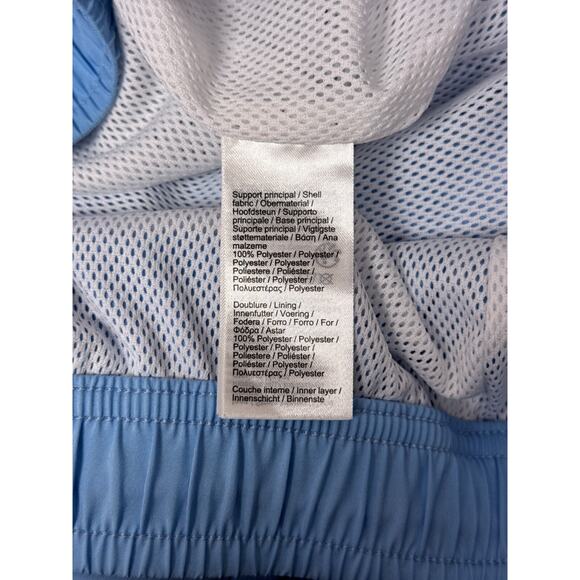 Support principal / Shell
fabric / Obermaterial /
Hoofdsteun / Supporto
principale / Base principal /
Suporte principal / Vigtigste
støttemateriale / Βάση / Ana
malzeme
100% Polyester / Polyester /
Polyester / Polyester /
Poliestere / Poliéster /
Poliéster / Polyester /
Πολυεστέρας / Polyester
Doublure / Lining /
Innenfutter / Voering /
Fodera / Forro / Forro / For /
Φόδρα / Astar
100% Polyester / Polyester /
Polyester / Polyester /
Poliestere / Poliéster /
Poliéster / Polyester /
Πολυεστέρας / Polyester
Couche interne / Inner layer /
Innenschicht / Binnenste